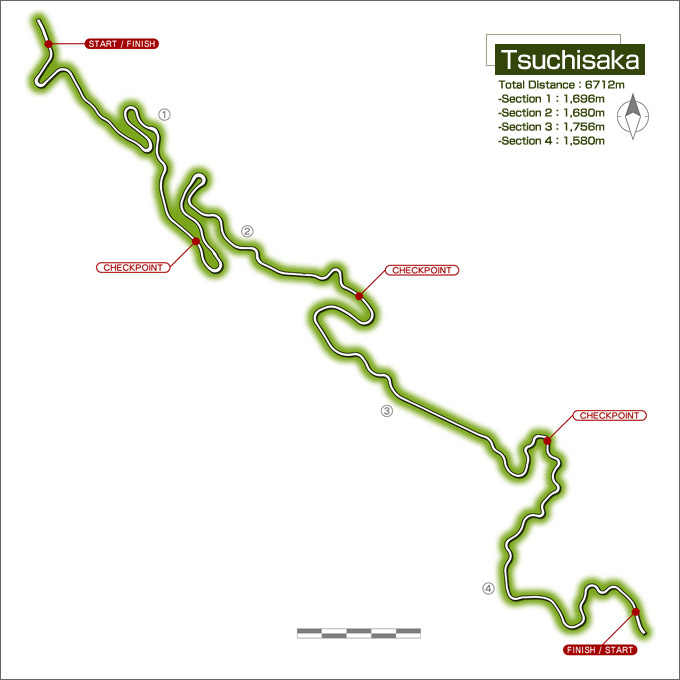 Tsuchisaka
Total Distance : 6712m
-Section 1 : 1,696m
-Section 2 : 1,680m
-Section 3 : 1,756m
-Section 4 : 1,580m
START / FINISH
①
②
CHECKPOINT
CHECKPOINT
③
CHECKPOINT
④
FINISH / START